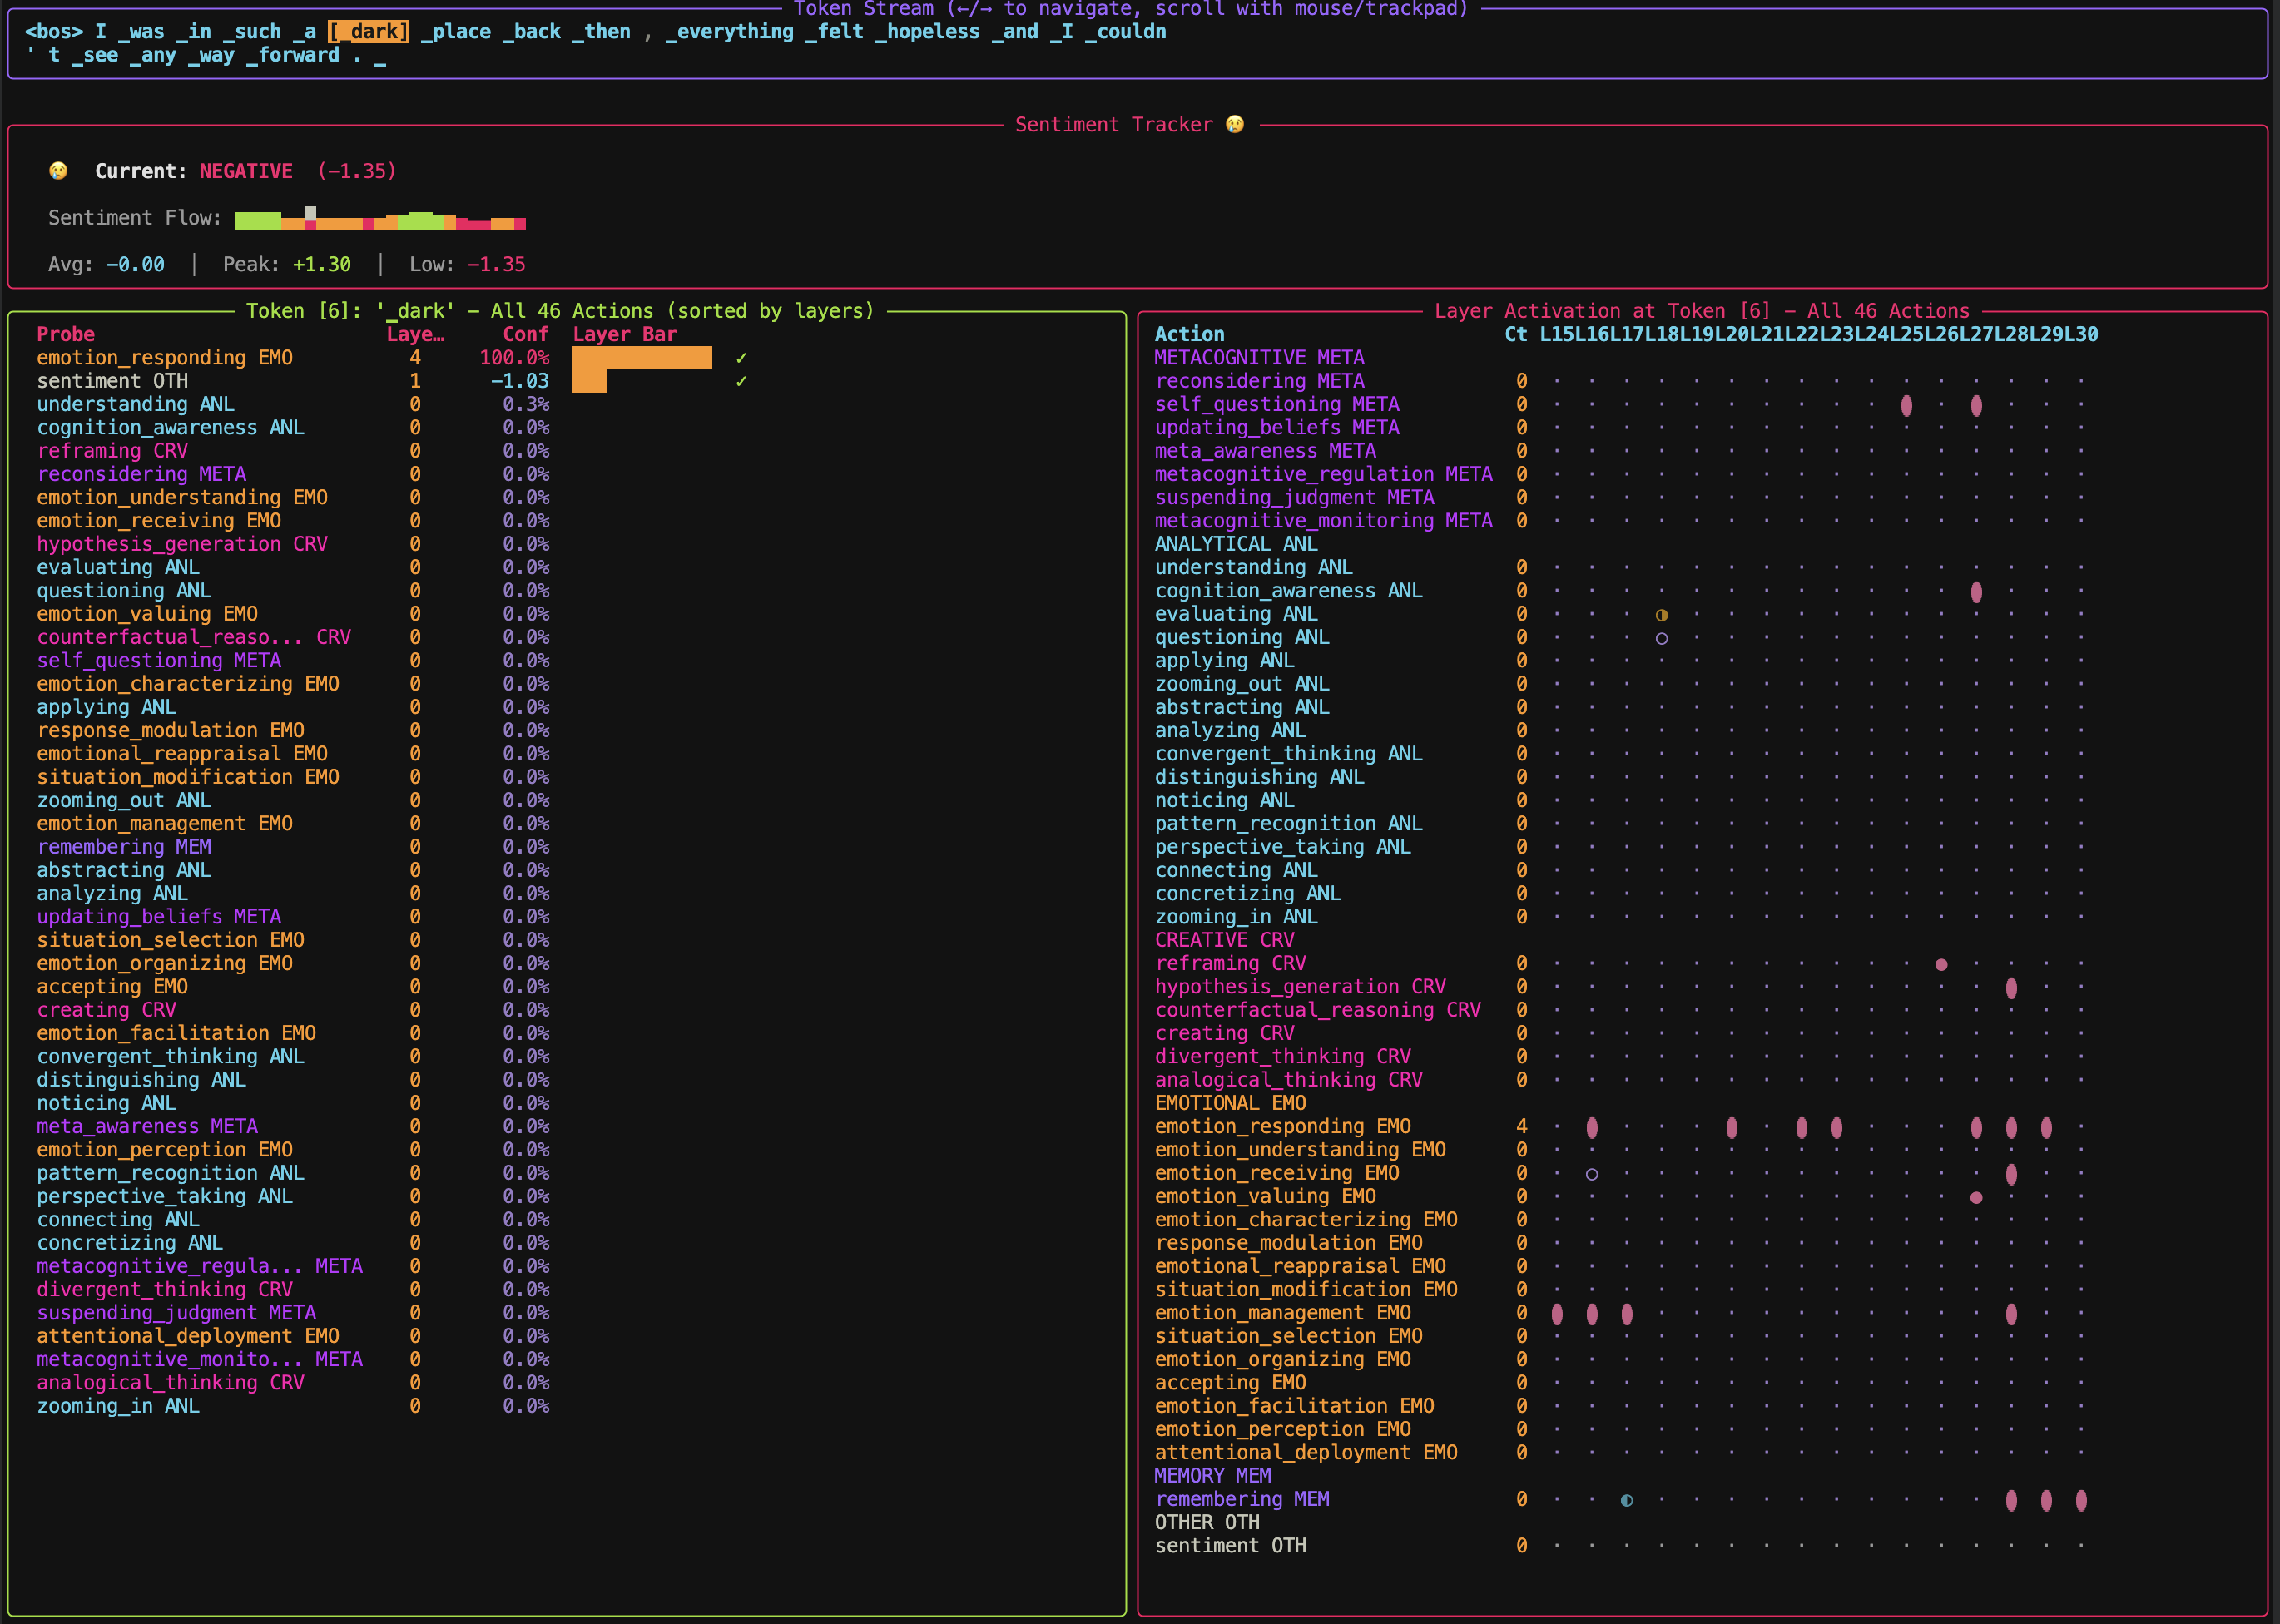 Token Stream (←/→ to navigate, scroll with mouse/trackpad)
<bos> I _was _in _such _a [_dark] _place _back _then , _everything _felt _hopeless _and _I _couldn
' t _see _any _way _forward . _
Sentiment Tracker 😢
😢 Current: NEGATIVE (-1.35)
Sentiment Flow:
Avg: -0.00 │ Peak: +1.30 │ Low: -1.35
Token [6]: '_dark' - All 46 Actions (sorted by layers)
Probe Laye… Conf Layer Bar
emotion_responding EMO 4 100.0% ✓
sentiment OTH 1 -1.03 ✓
understanding ANL 0 0.3%
cognition_awareness ANL 0 0.0%
reframing CRV 0 0.0%
reconsidering META 0 0.0%
emotion_understanding EMO 0 0.0%
emotion_receiving EMO 0 0.0%
hypothesis_generation CRV 0 0.0%
evaluating ANL 0 0.0%
questioning ANL 0 0.0%
emotion_valuing EMO 0 0.0%
counterfactual_reaso... CRV 0 0.0%
self_questioning META 0 0.0%
emotion_characterizing EMO 0 0.0%
applying ANL 0 0.0%
response_modulation EMO 0 0.0%
emotional_reappraisal EMO 0 0.0%
situation_modification EMO 0 0.0%
zooming_out ANL 0 0.0%
emotion_management EMO 0 0.0%
remembering MEM 0 0.0%
abstracting ANL 0 0.0%
analyzing ANL 0 0.0%
updating_beliefs META 0 0.0%
situation_selection EMO 0 0.0%
emotion_organizing EMO 0 0.0%
accepting EMO 0 0.0%
creating CRV 0 0.0%
emotion_facilitation EMO 0 0.0%
convergent_thinking ANL 0 0.0%
distinguishing ANL 0 0.0%
noticing ANL 0 0.0%
meta_awareness META 0 0.0%
emotion_perception EMO 0 0.0%
pattern_recognition ANL 0 0.0%
perspective_taking ANL 0 0.0%
connecting ANL 0 0.0%
concretizing ANL 0 0.0%
metacognitive_regula... META 0 0.0%
divergent_thinking CRV 0 0.0%
suspending_judgment META 0 0.0%
attentional_deployment EMO 0 0.0%
metacognitive_monito... META 0 0.0%
analogical_thinking CRV 0 0.0%
zooming_in ANL 0 0.0%
Layer Activation at Token [6] - All 46 Actions
Action Ct L15L16L17L18L19L20L21L22L23L24L25L26L27L28L29L30
METACOGNITIVE META
reconsidering META 0
self_questioning META 0
updating_beliefs META 0
meta_awareness META 0
metacognitive_regulation META 0
suspending_judgment META 0
metacognitive_monitoring META 0
ANALYTICAL ANL
understanding ANL 0
cognition_awareness ANL 0
evaluating ANL 0
questioning ANL 0
applying ANL 0
zooming_out ANL 0
abstracting ANL 0
analyzing ANL 0
convergent_thinking ANL 0
distinguishing ANL 0
noticing ANL 0
pattern_recognition ANL 0
perspective_taking ANL 0
connecting ANL 0
concretizing ANL 0
zooming_in ANL 0
CREATIVE CRV
reframing CRV 0
hypothesis_generation CRV 0
counterfactual_reasoning CRV 0
creating CRV 0
divergent_thinking CRV 0
analogical_thinking CRV 0
EMOTIONAL EMO
emotion_responding EMO 4
emotion_understanding EMO 0
emotion_receiving EMO 0
emotion_valuing EMO 0
emotion_characterizing EMO 0
response_modulation EMO 0
emotional_reappraisal EMO 0
situation_modification EMO 0
emotion_management EMO 0
situation_selection EMO 0
emotion_organizing EMO 0
accepting EMO 0
emotion_facilitation EMO 0
emotion_perception EMO 0
attentional_deployment EMO 0
MEMORY MEM
remembering MEM 0
OTHER OTH
sentiment OTH 0